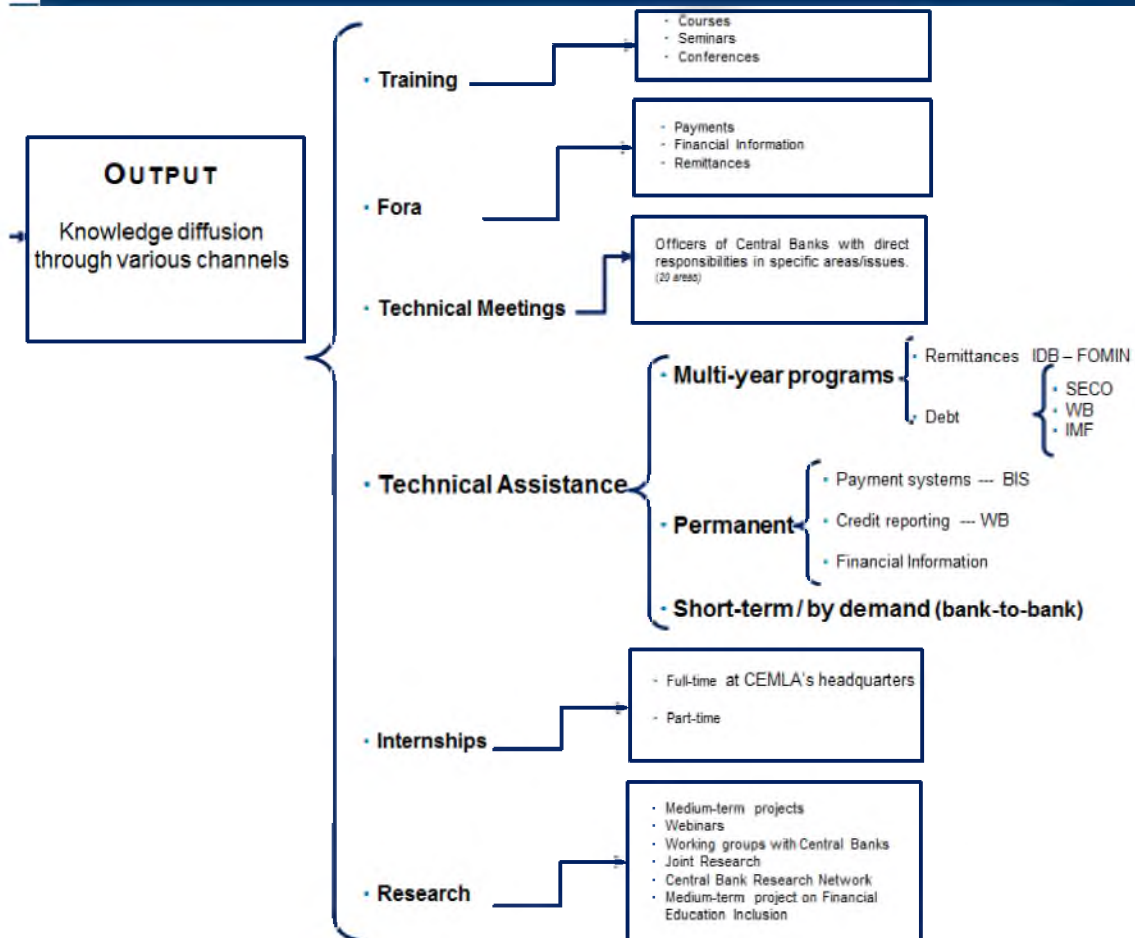 OUTPUT
Knowledge diffusion
through various channels
· Training
· Courses
· Seminars
· Conferences
· Fora
· Payments
· Financial Information
· Remittances
· Technical Meetings
Officers of Central Banks with direct
responsibilities in specific areas/issues.
(20 areas)
· Technical Assistance
· Multi-year programs
· Remittances IDB – FOMIN
· Debt
· SECO
· WB
· IMF
· Permanent
· Payment systems --- BIS
· Credit reporting --- WB
· Financial Information
· Short-term / by demand (bank-to-bank)
· Internships
· Full-time at CEMLA's headquarters
· Part-time
· Research
· Medium-term projects
· Webinars
· Working groups with Central Banks
· Joint Research
· Central Bank Research Network
· Medium-term project on Financial
Education Inclusion